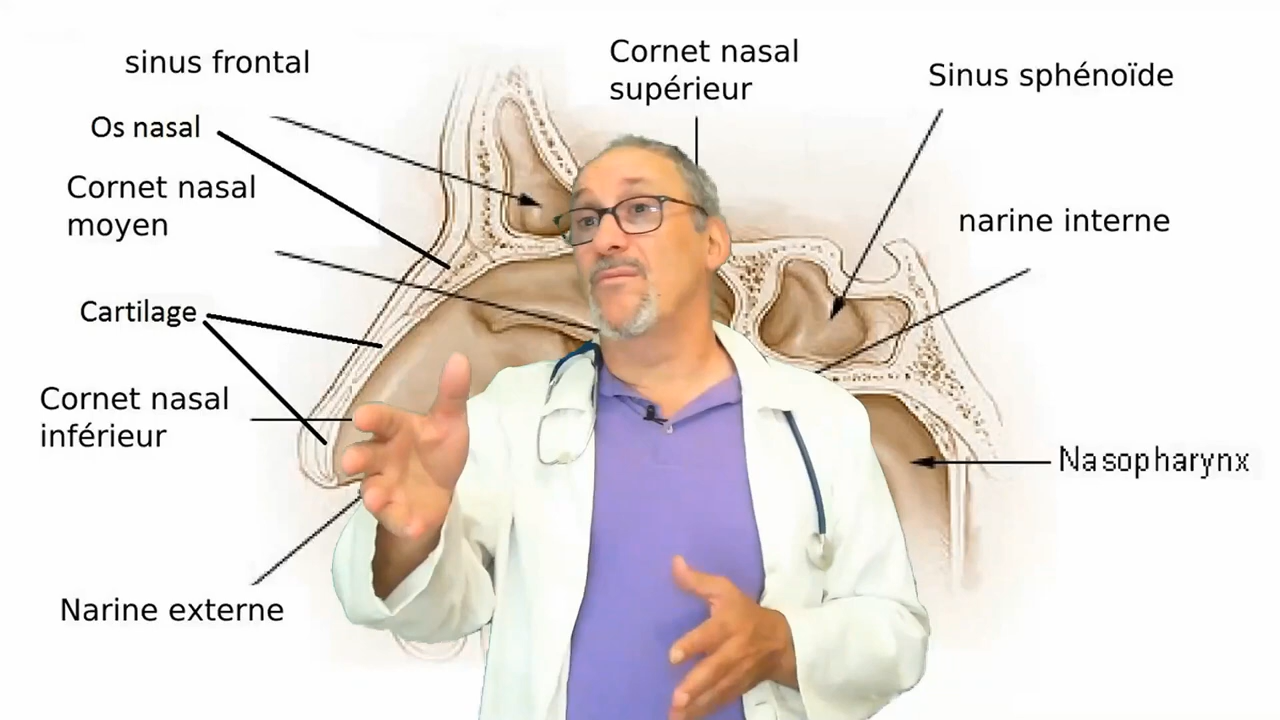 sinus frontal
Os nasal
Cornet nasal
moyen
Cartilage
Cornet nasal
inférieur
Narine externe
Cornet nasal
supérieur
Sinus sphénoïde
narine interne
Nasopharynx